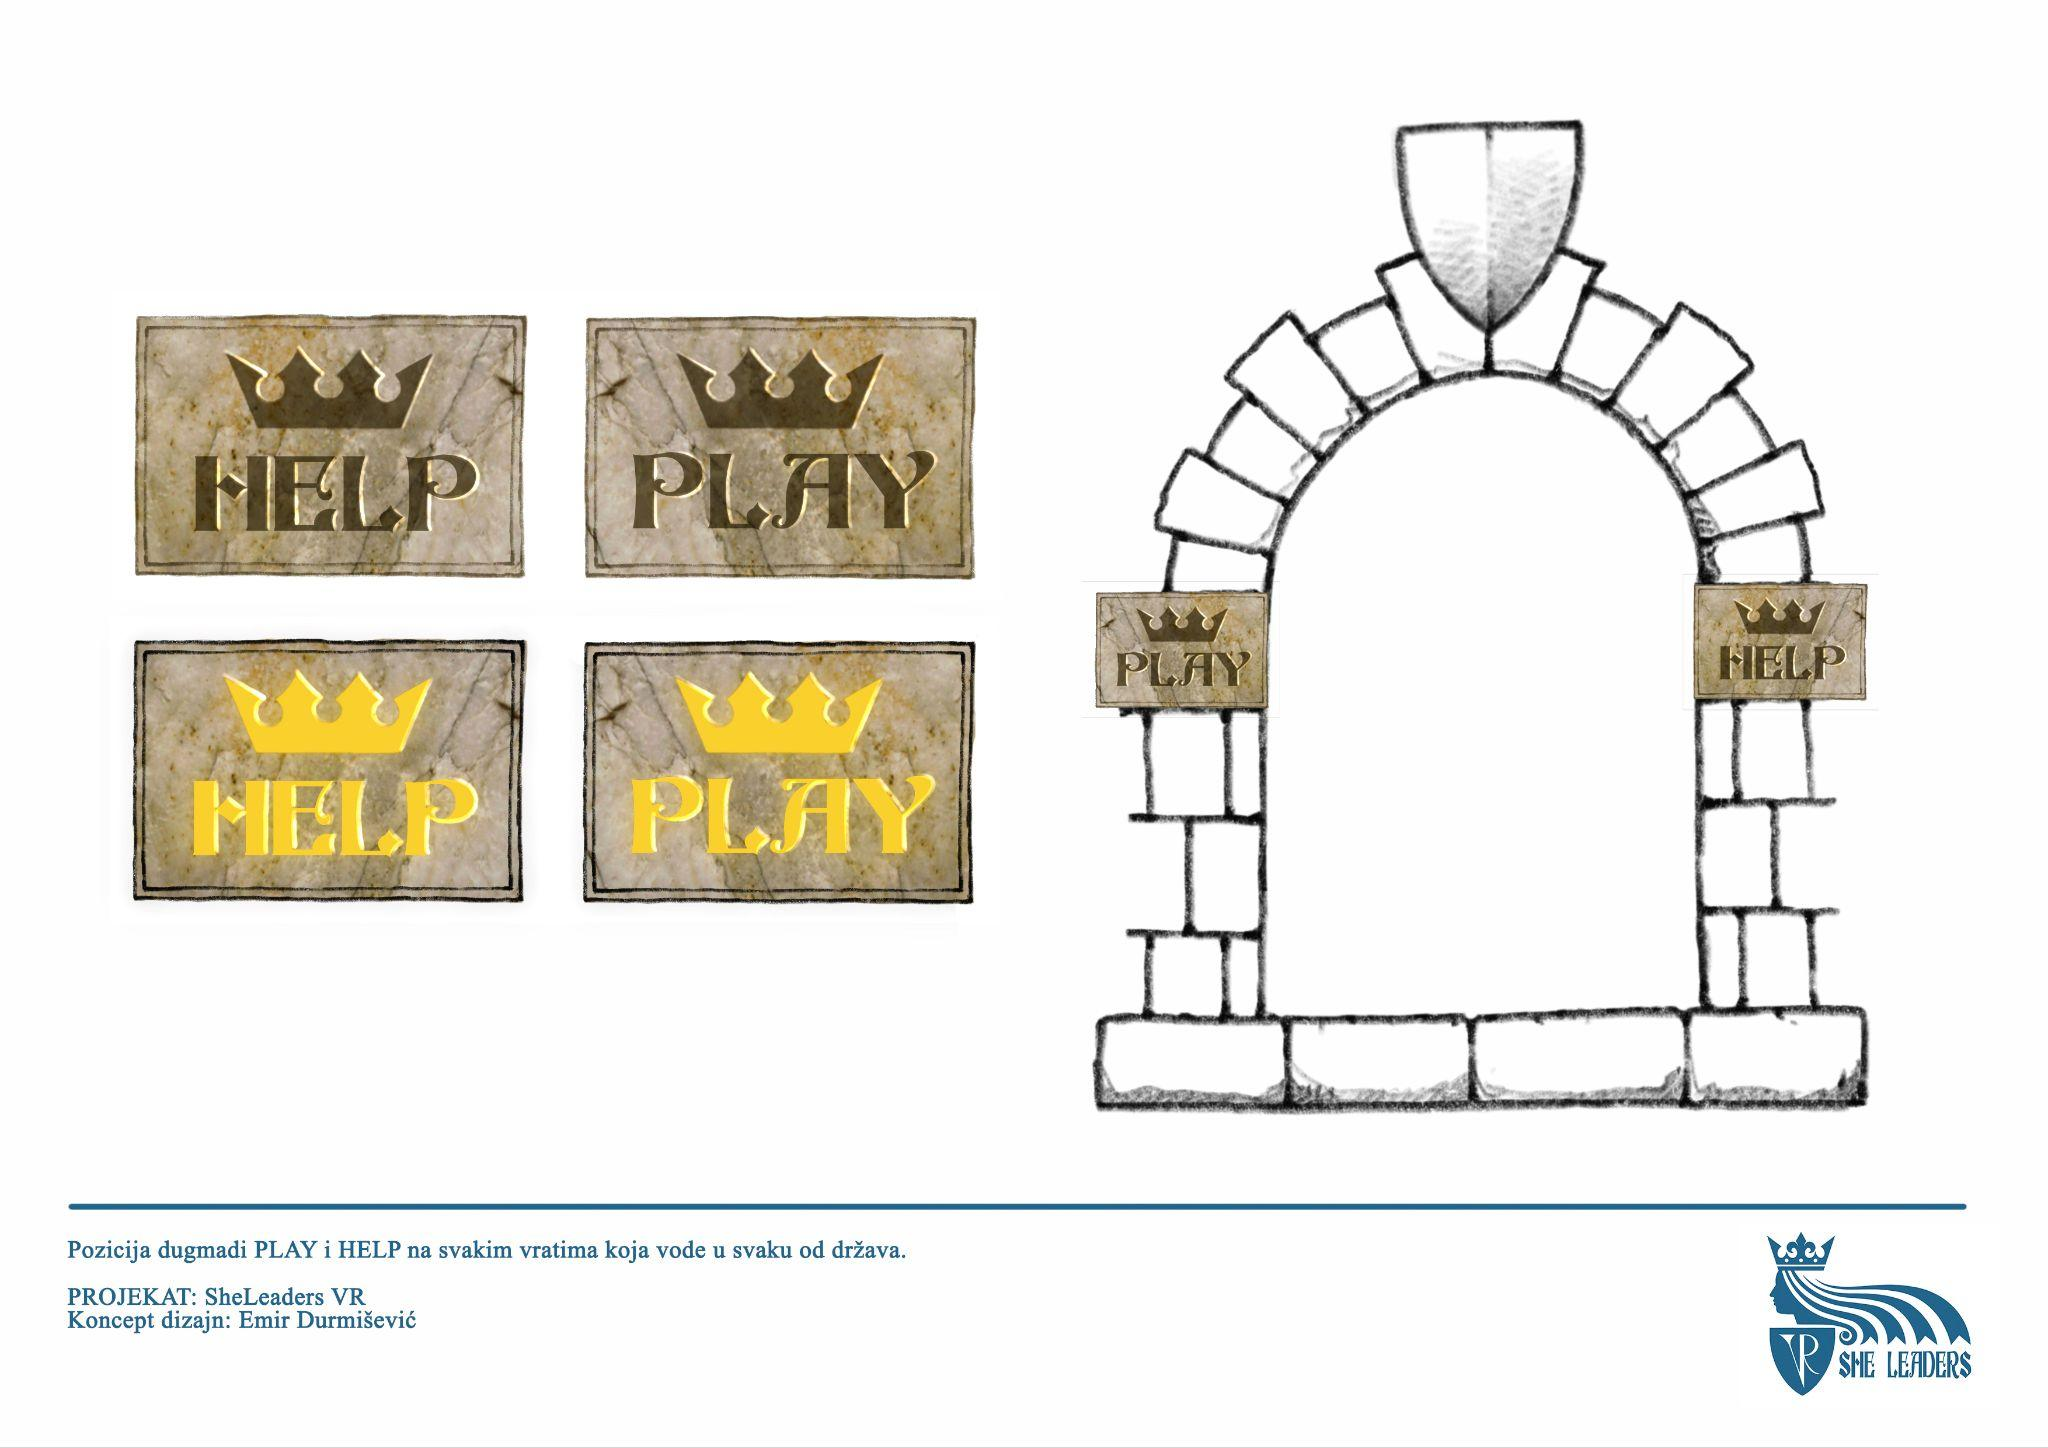 HELP
PLAY
HELP
PLAY
PLAY
HELP
Pozicija dugmadi PLAY i HELP na svakim vratima koja vode u svaku od država.
PROJEKAT: SheLeaders VR
Koncept dizajn: Emir Durmišević
VR
SHE LEADERS